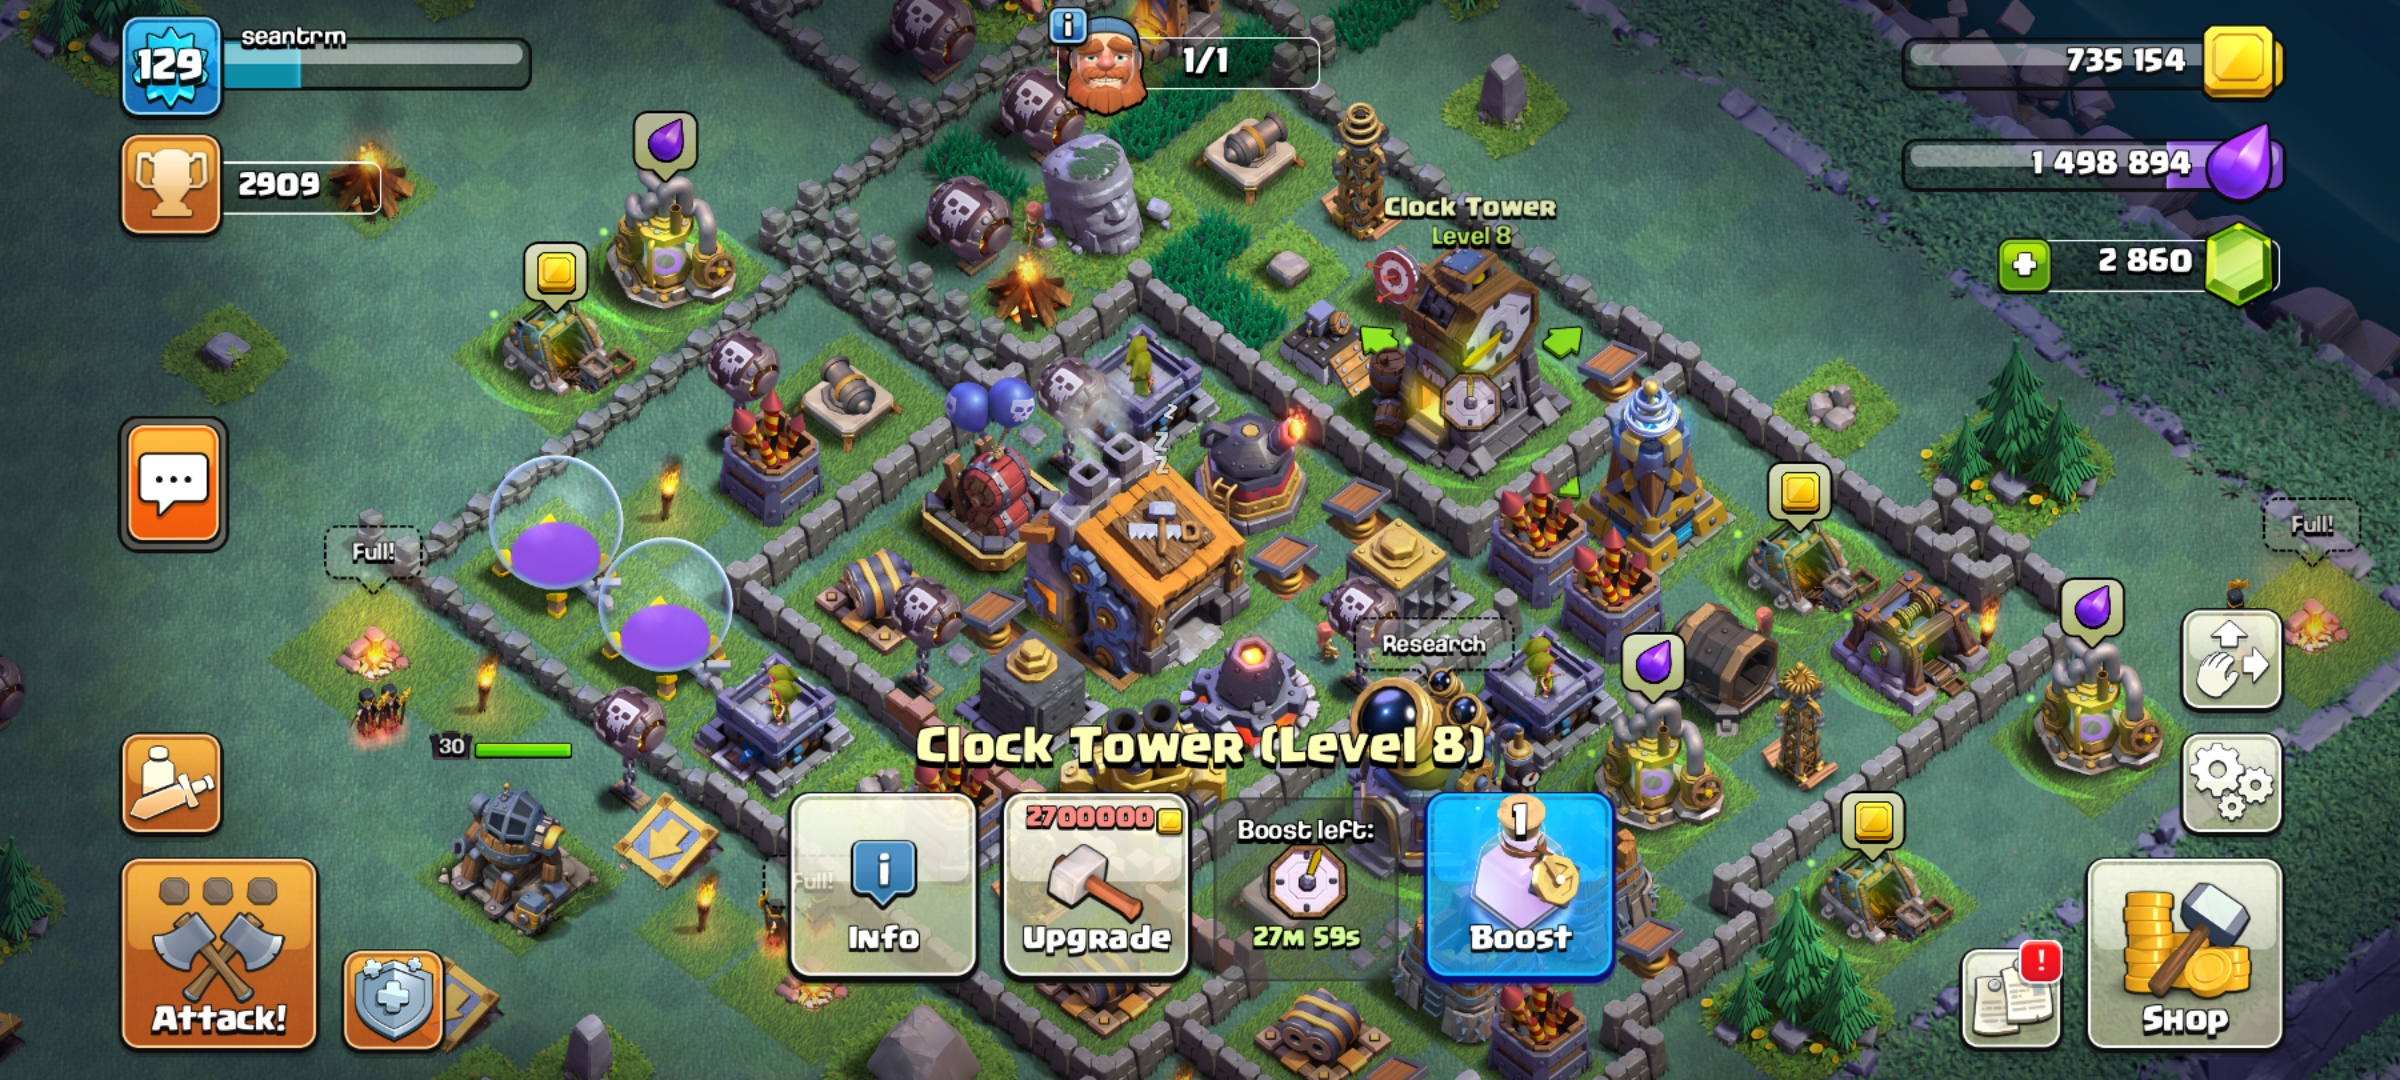 129
seantrm
1/1
735 154
2909
1 498 894
Clock Tower
Level 8
2 860
Full!
Full!
Research
30
Clock Tower (Level 8)
2700000
Boost left:
1
Full!
Info
Upgrade
27m 59s
Boost
!
Attack!
Shop